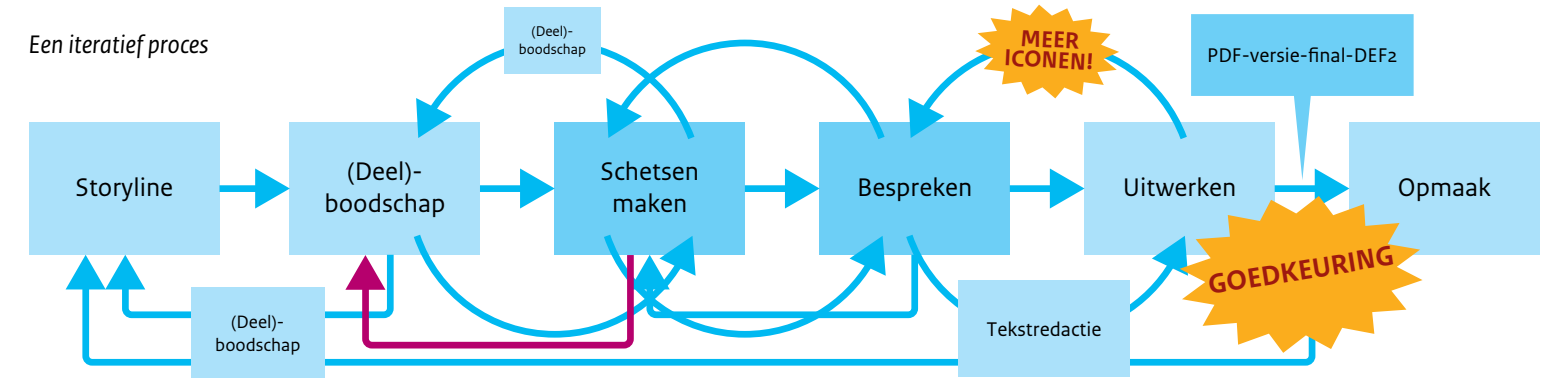 Een iteratief proces
(Deel)-
boodschap
MEER
ICONEN!
PDF-versie-final-DEF2
Storyline
(Deel)-
boodschap
Schetsen
maken
Bespreken
Uitwerken
Opmaak
GOEDKEURING
(Deel)-
boodschap
Tekstredactie